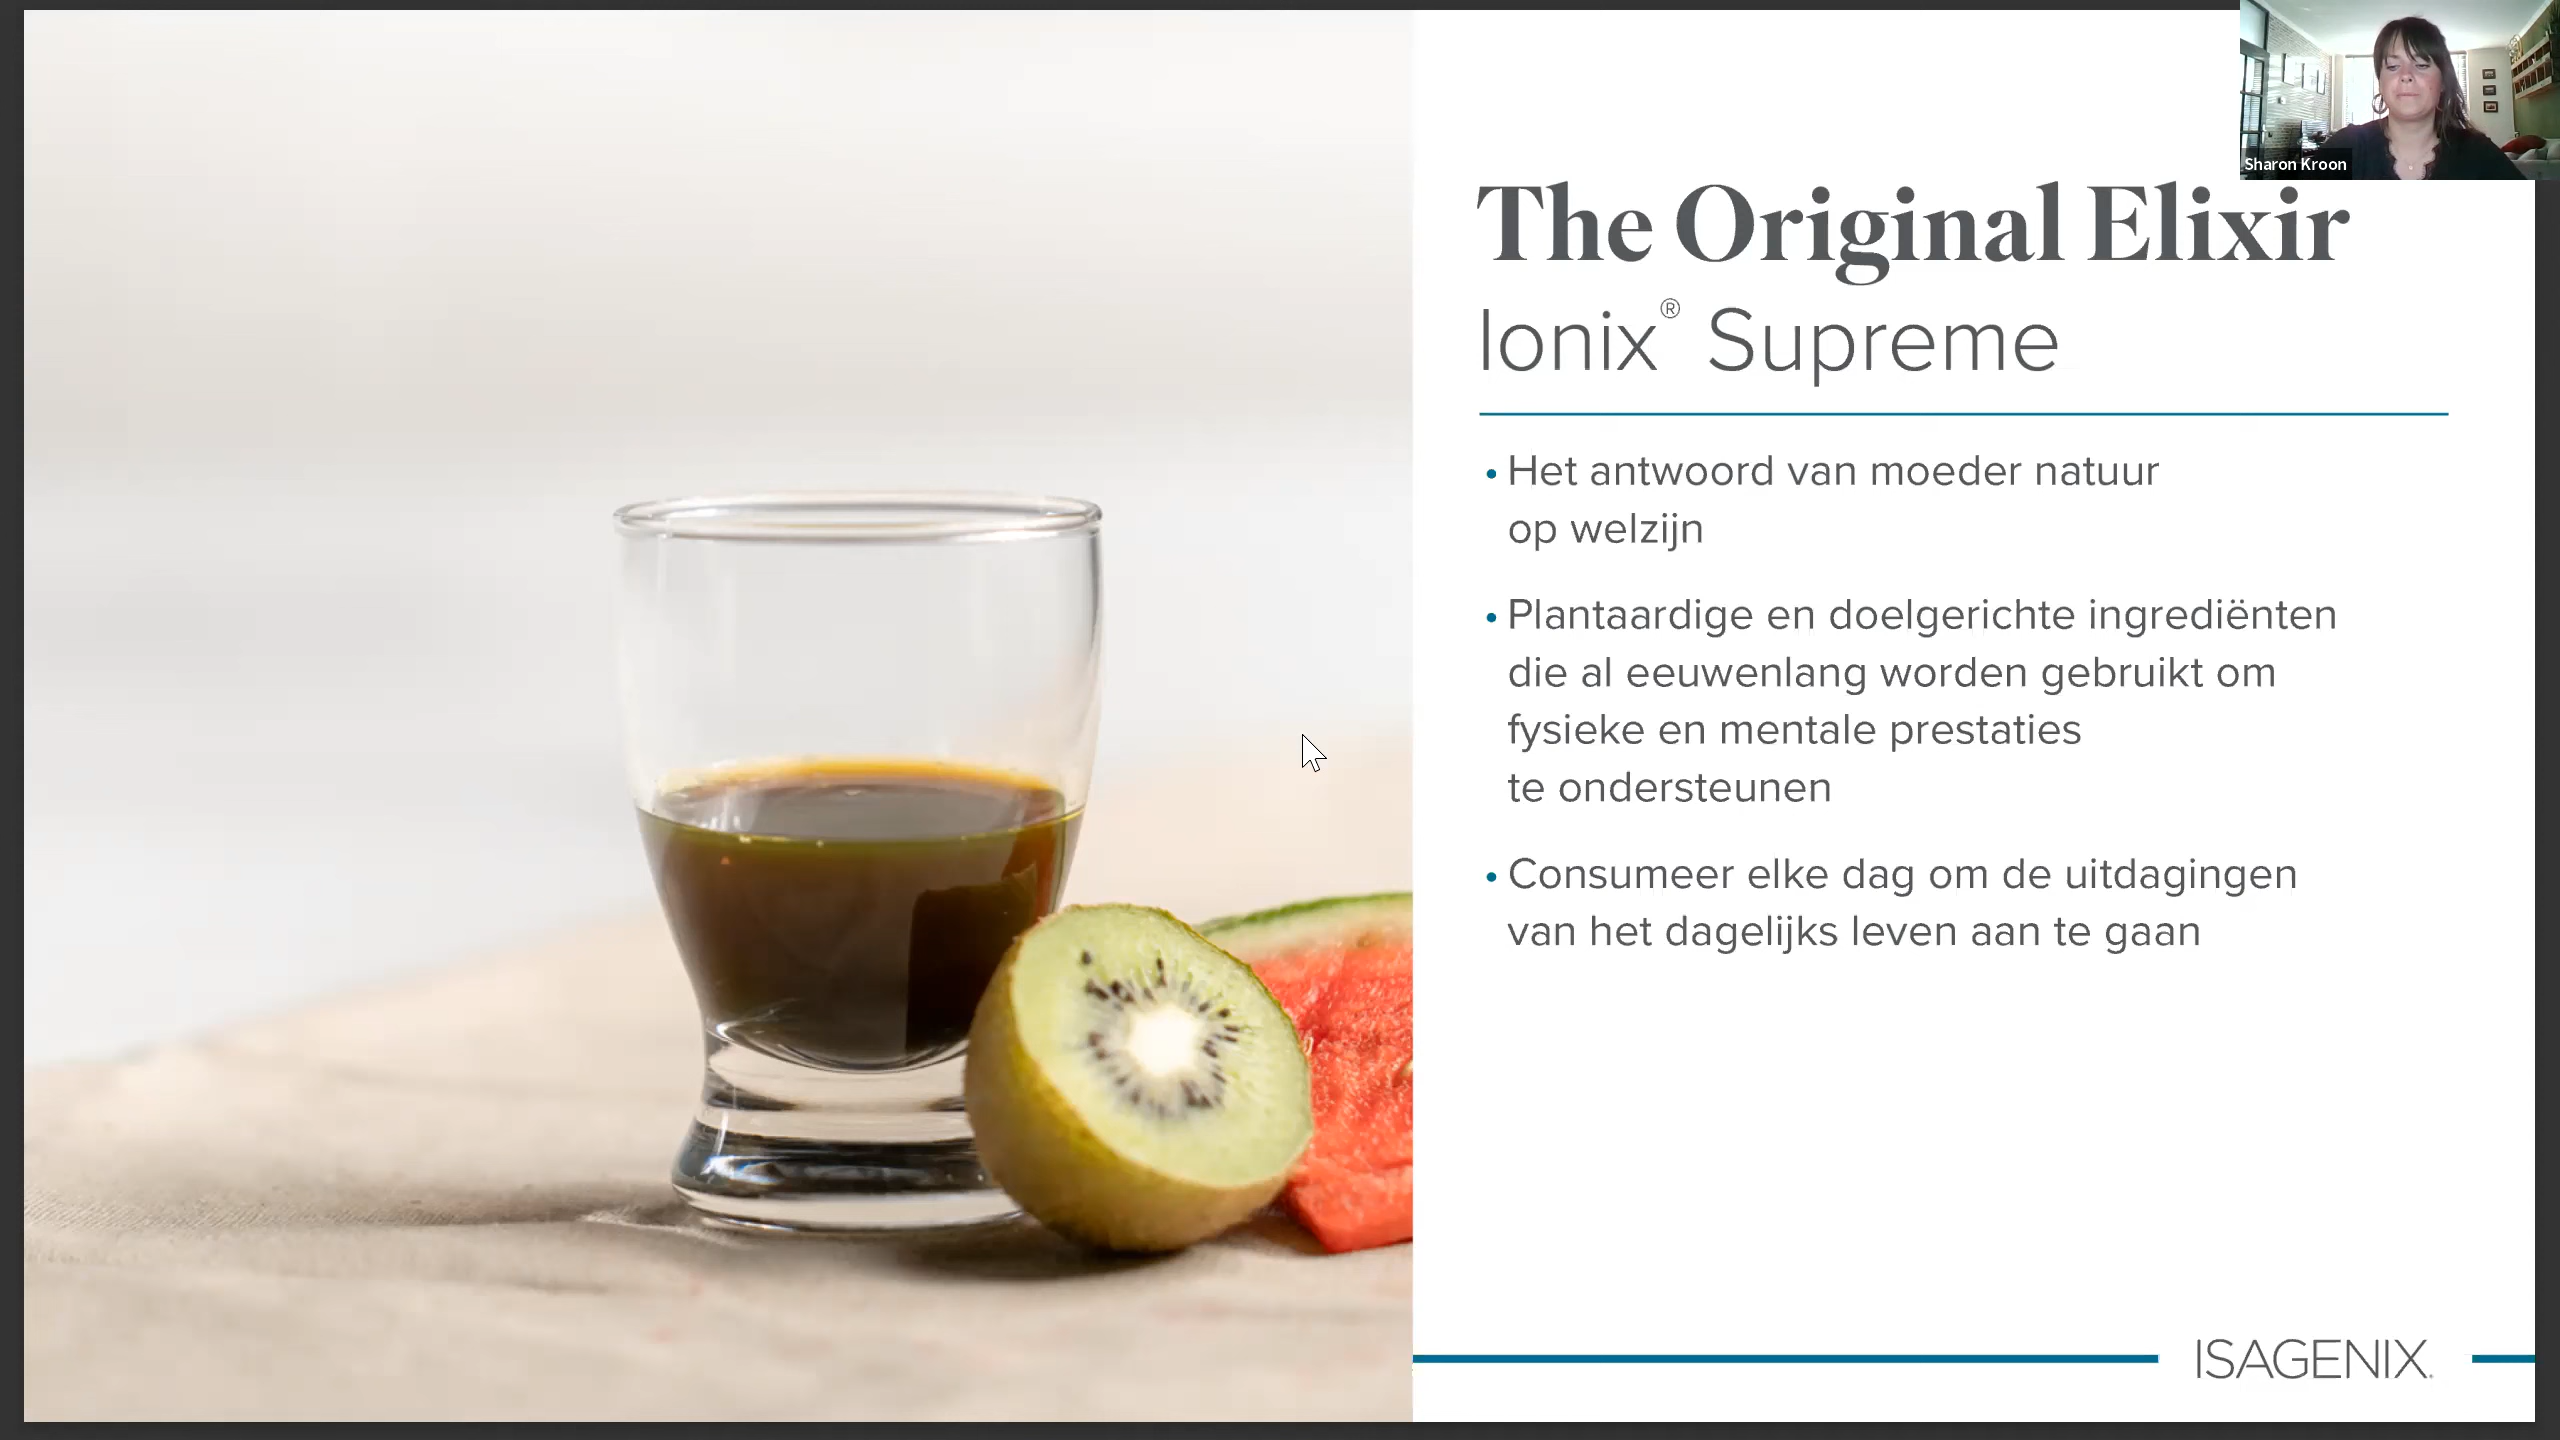 Sharon Kroon
The Original Elixir
Ionix® Supreme
• Het antwoord van moeder natuur
op welzijn
• Plantaardige en doelgerichte ingrediënten
die al eeuwenlang worden gebruikt om
fysieke en mentale prestaties
te ondersteunen
• Consumeer elke dag om de uitdagingen
van het dagelijks leven aan te gaan
ISAGENIX